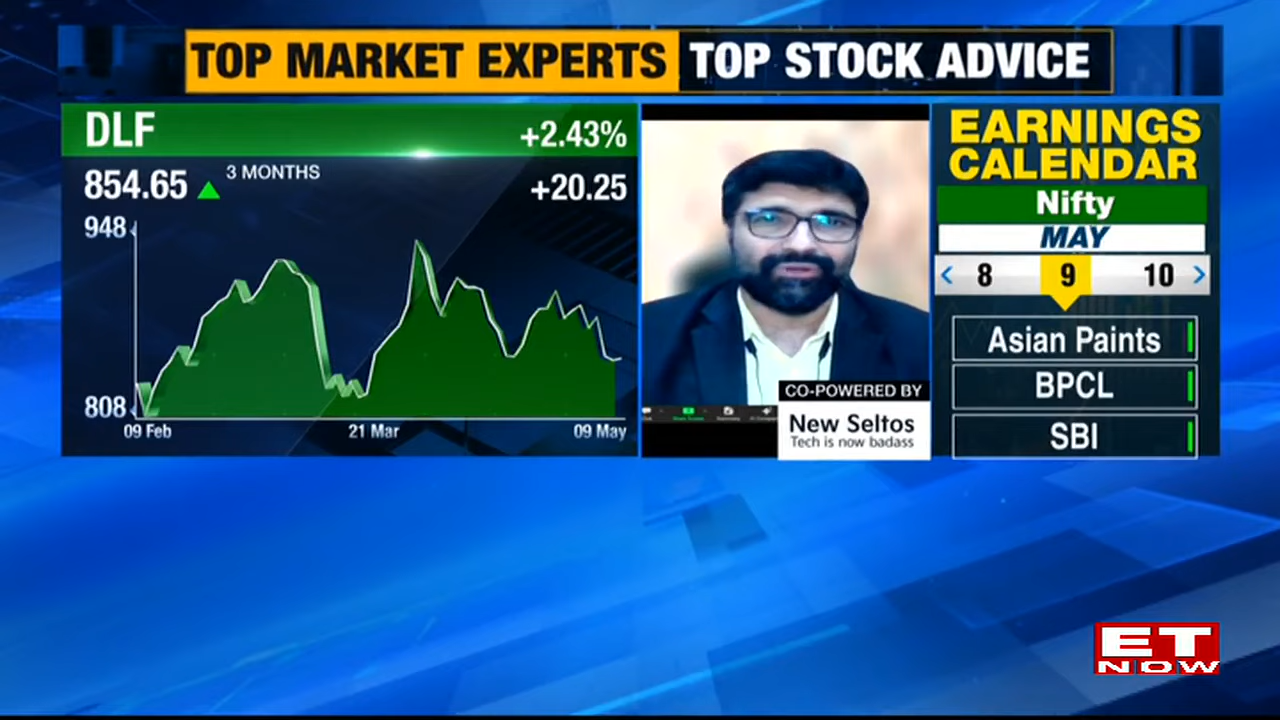 TOP MARKET EXPERTS TOP STOCK ADVICE
DLF +2.43%
854.65 3 MONTHS +20.25
948
808
09 Feb 21 Mar 09 May
CO-POWERED BY
New Seltos
Tech is now badass
EARNINGS
CALENDAR
Nifty
MAY
8 9 10
Asian Paints
BPCL
SBI
ET
NOW